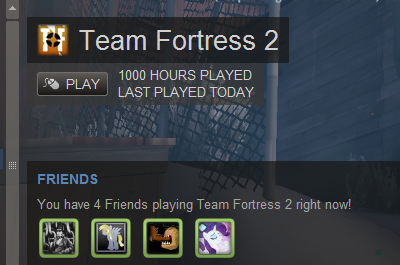 Team Fortress 2
PLAY
1000 HOURS PLAYED
LAST PLAYED TODAY
FRIENDS
You have 4 Friends playing Team Fortress 2 right now!